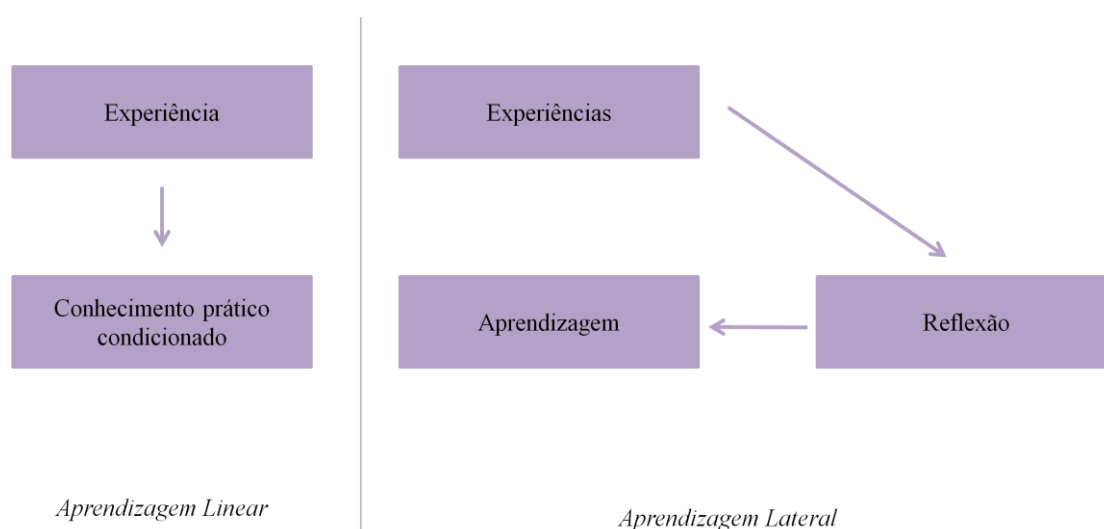 Experiência
Conhecimento prático
condicionado
Aprendizagem Linear
Experiências
Aprendizagem
Reflexão
Aprendizagem Lateral